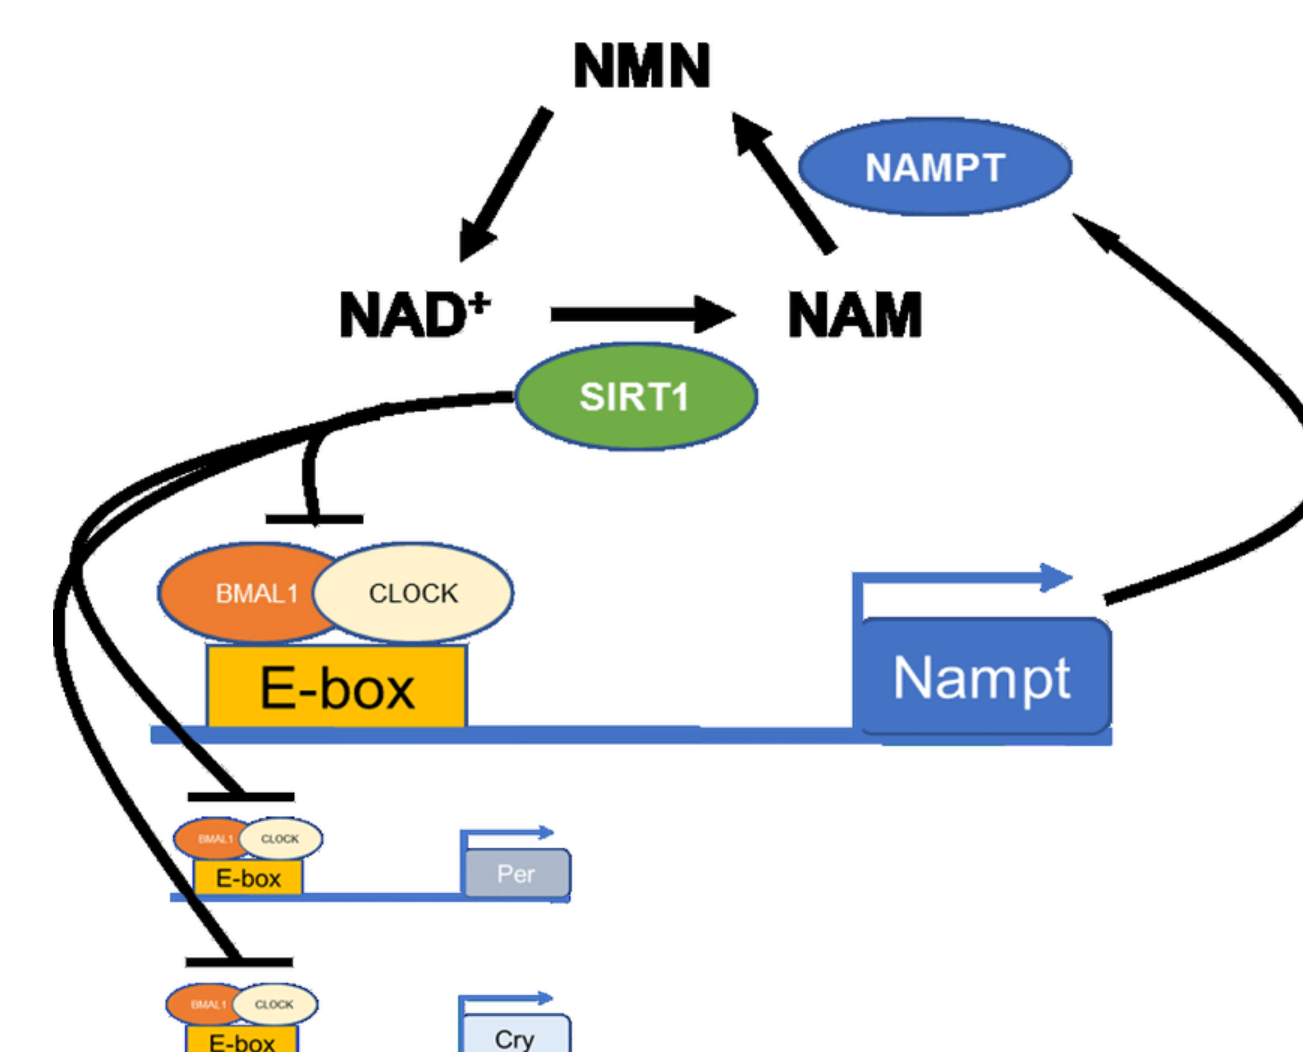 NMN
NAMPT
NAD⁺
NAM
SIRT1
BMAL1
CLOCK
E-box
Nampt
BMAL1
CLOCK
E-box
Per
BMAL1
CLOCK
E-box
Cry